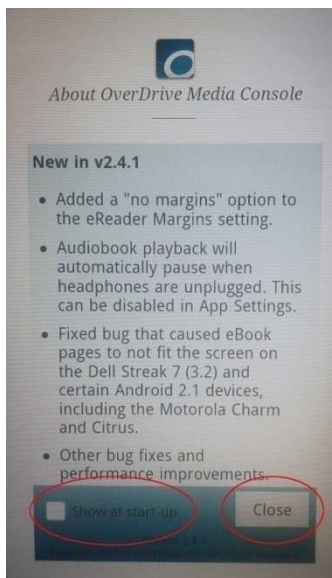 About OverDrive Media Console
New in v2.4.1
• Added a "no margins" option to
the eReader Margins setting.
• Audiobook playback will
automatically pause when
headphones are unplugged. This
can be disabled in App Settings.
• Fixed bug that caused eBook
pages to not fit the screen on
the Dell Streak 7 (3.2) and
certain Android 2.1 devices,
including the Motorola Charm
and Citrus.
• Other bug fixes and
performance improvements.
Show at start-up
Close